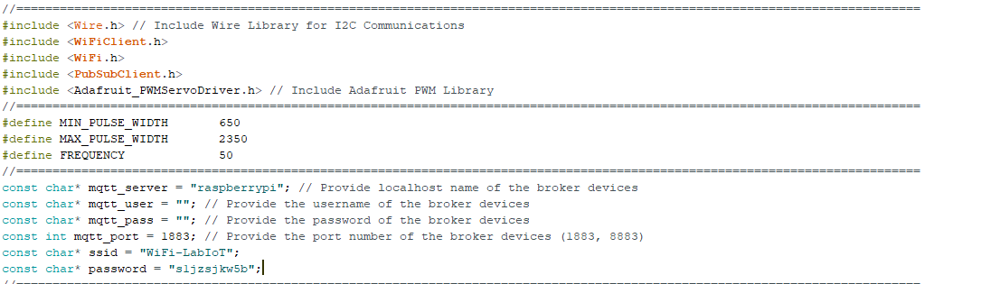 //=============================================================================================================================
#include <Wire.h> // Include Wire Library for I2C Communications
#include <WiFiClient.h>
#include <WiFi.h>
#include <PubSubClient.h>
#include <Adafruit_PWMServoDriver.h> // Include Adafruit PWM Library
//=============================================================================================================================
#define MIN_PULSE_WIDTH       650
#define MAX_PULSE_WIDTH       2350
#define FREQUENCY             50
//=============================================================================================================================
const char* mqtt_server = "raspberrypi"; // Provide localhost name of the broker devices
const char* mqtt_user = ""; // Provide the username of the broker devices
const char* mqtt_pass = ""; // Provide the password of the broker devices
const int mqtt_port = 1883; // Provide the port number of the broker devices (1883, 8883)
const char* ssid = "WiFi-LabIoT";
const char* password = "sljzsjkw5b";
//=============================================================================================================================